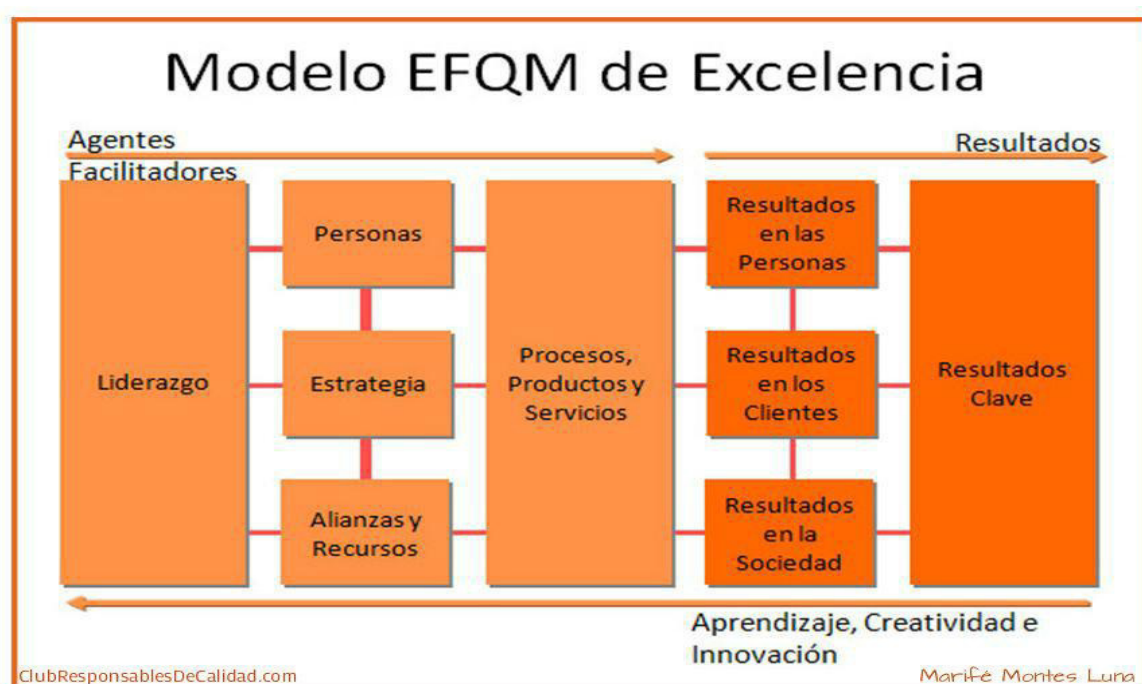 Modelo EFQM de Excelencia
Agentes
Facilitadores
Resultados
Liderazgo
Personas
Estrategia
Alianzas y
Recursos
Procesos,
Productos y
Servicios
Resultados
en las
Personas
Resultados
en los
Clientes
Resultados
en la
Sociedad
Resultados
Clave
Aprendizaje, Creatividad e
Innovación
ClubResponsablesDeCalidad.com
Marifé Montes Luna